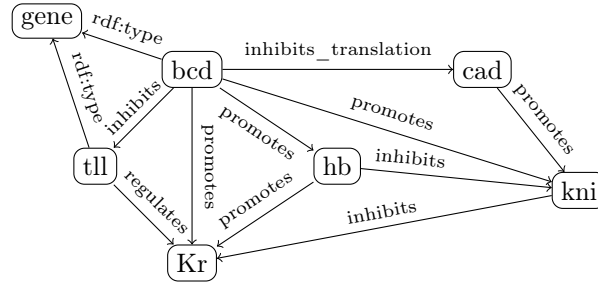 gene
rdf:type
bcd
inhibits_translation
cad
rdf:type
inhibits
promotes
promotes
promotes
promotes
tll
hb
inhibits
kni
regulates
promotes
inhibits
Kr